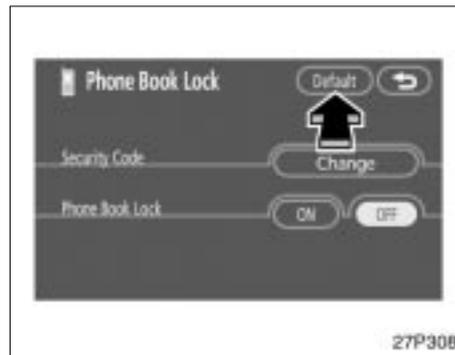 Phone Book Lock Default
Security Code Change
Phone Book Lock ON OFF
27P308